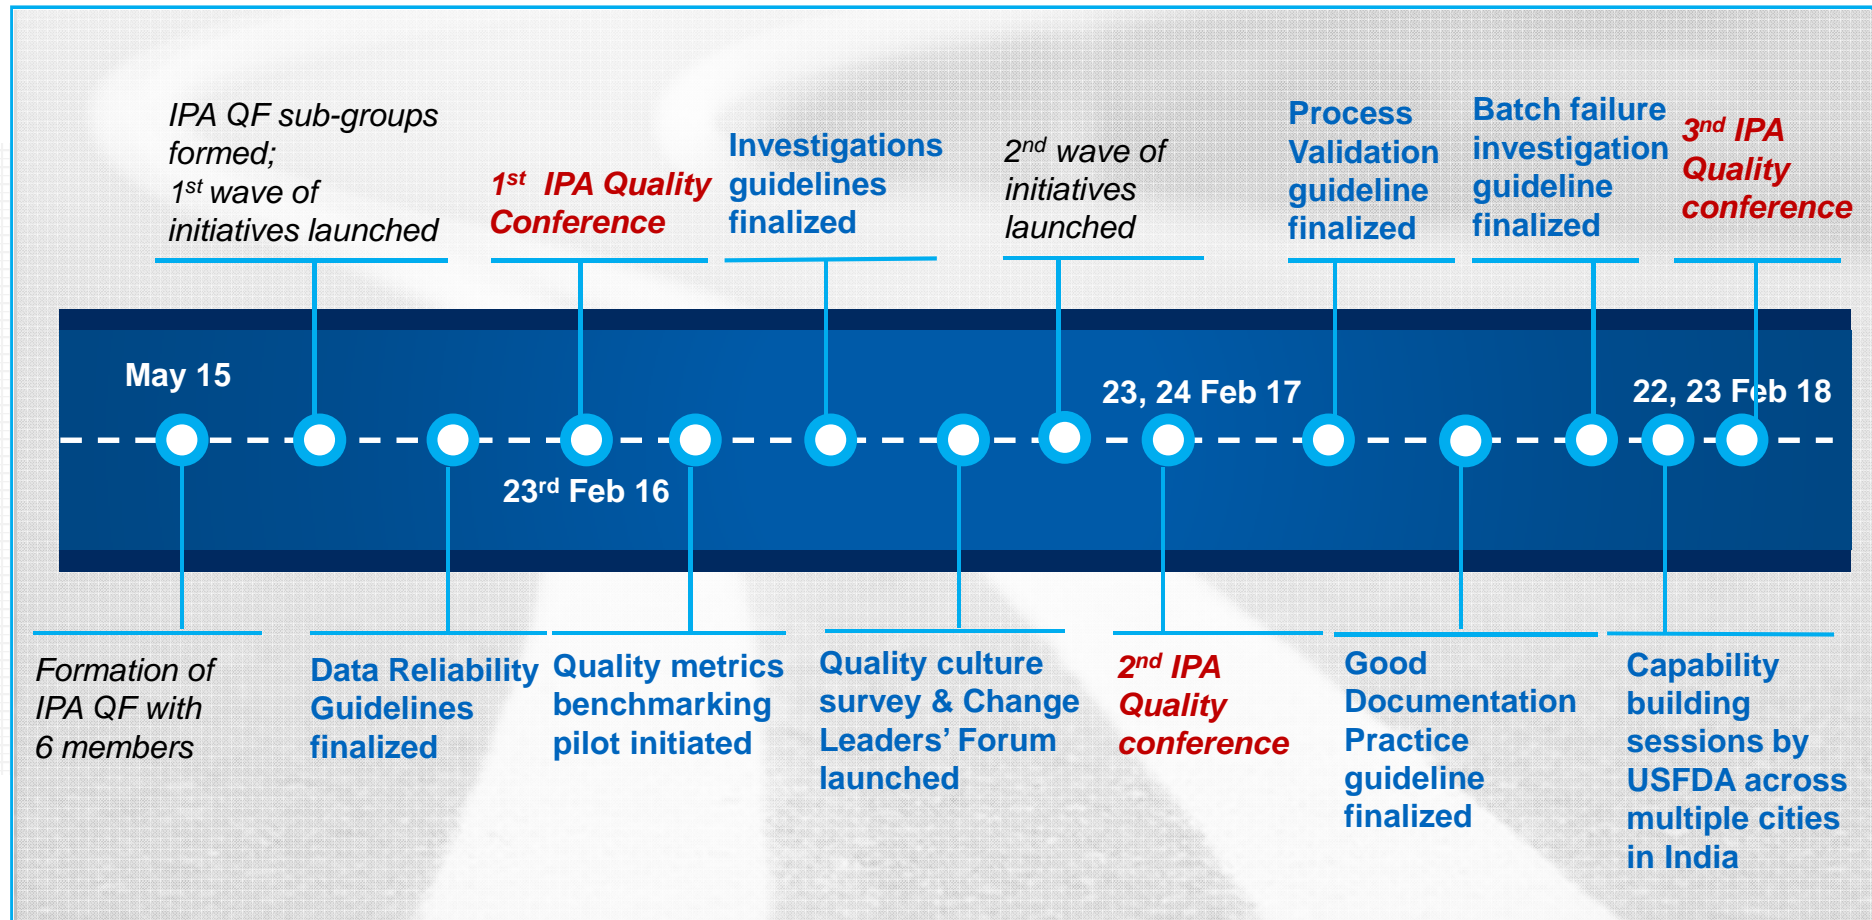 IPA QF sub-groups
formed;
1st wave of
initiatives launched
1st IPA Quality
Conference
Investigations
guidelines
finalized
2nd wave of
initiatives
launched
Process
Validation
guideline
finalized
Batch failure
investigation
guideline
finalized
3nd IPA
Quality
conference
May 15
23rd Feb 16
23, 24 Feb 17
22, 23 Feb 18
Formation of
IPA QF with
6 members
Data Reliability
Guidelines
finalized
Quality metrics
benchmarking
pilot initiated
Quality culture
survey & Change
Leaders’ Forum
launched
2nd IPA
Quality
conference
Good
Documentation
Practice
guideline
finalized
Capability
building
sessions by
USFDA across
multiple cities
in India